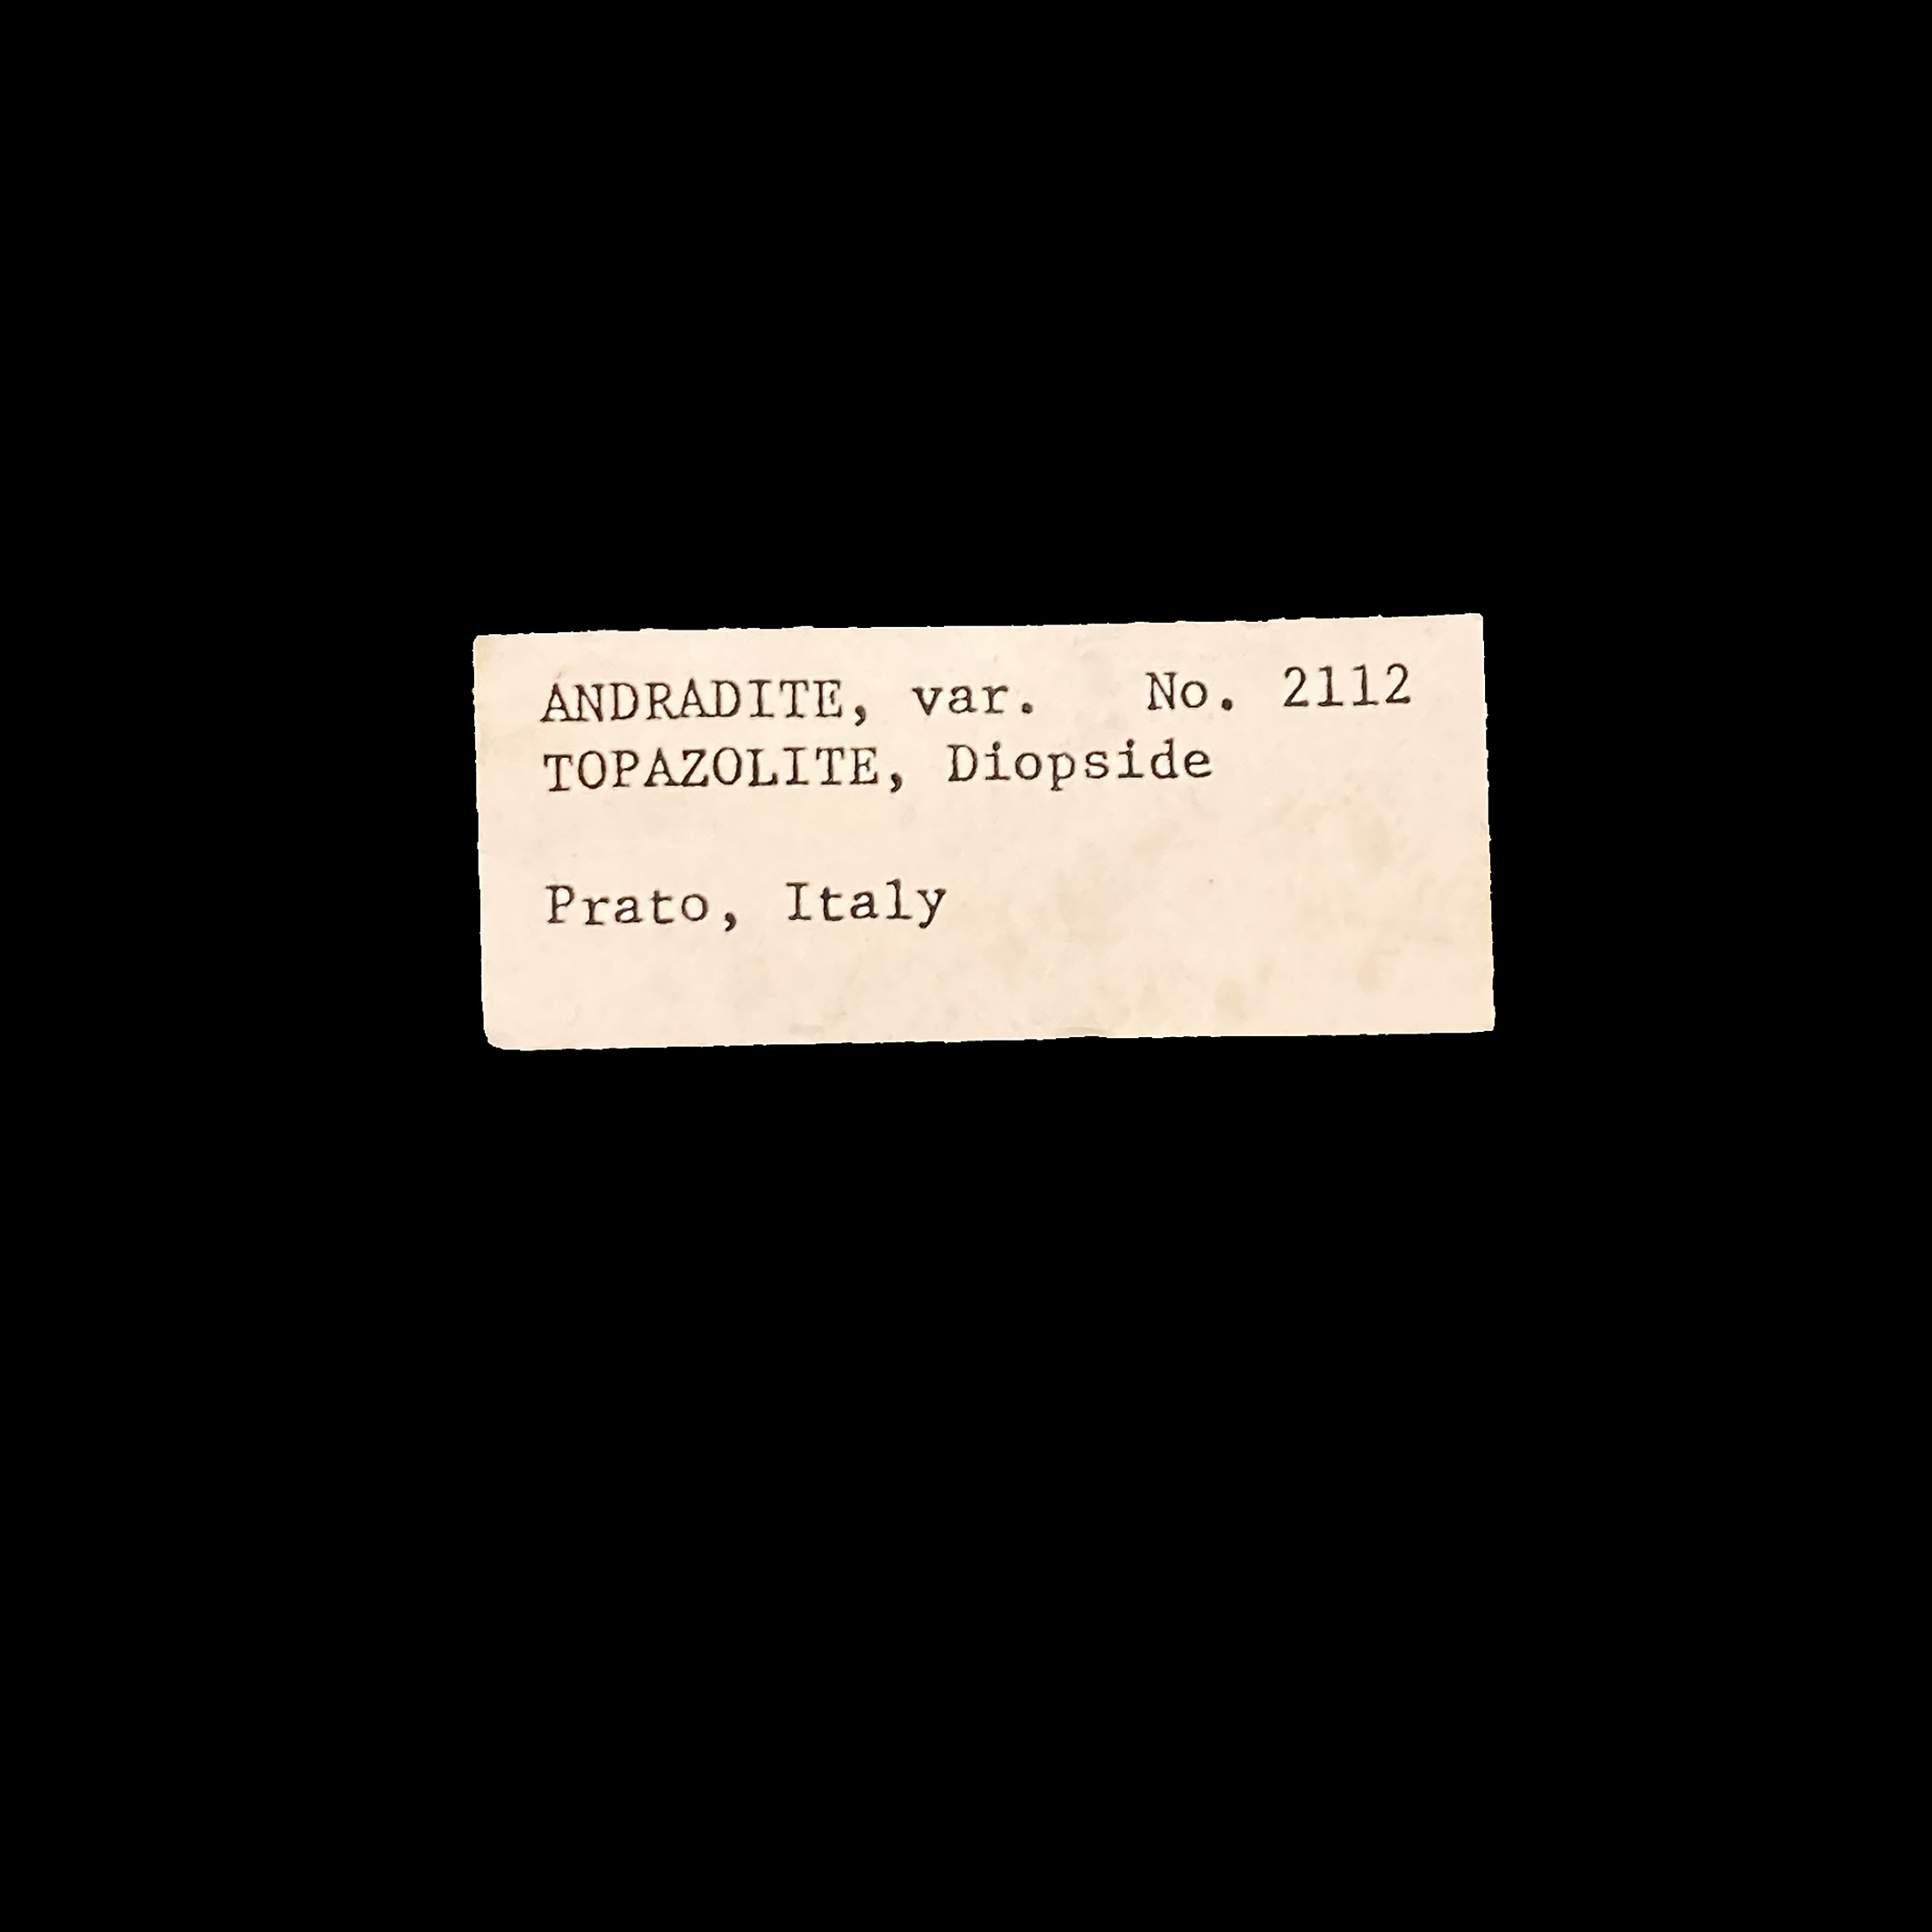 ANDRADITE, var. No. 2112
TOPAZOLITE, Diopside
Prato, Italy